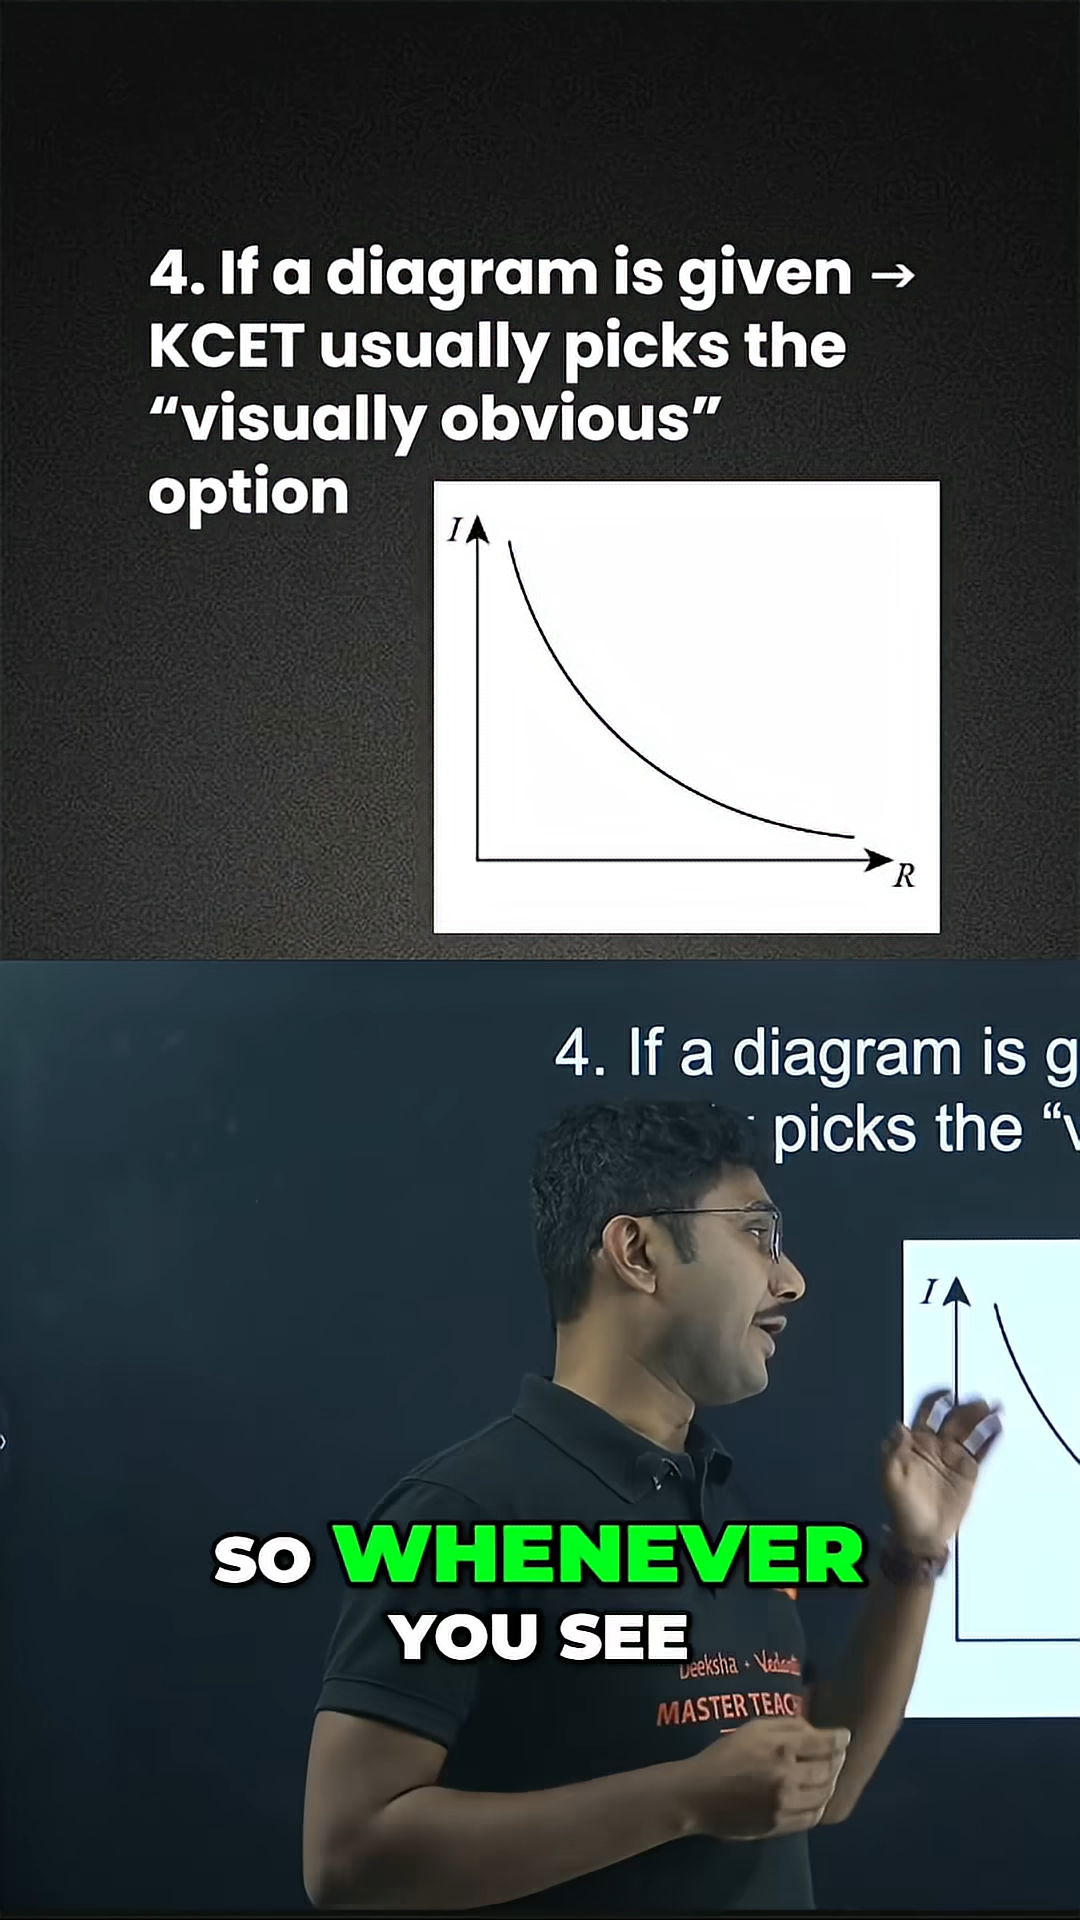 4. If a diagram is given →
KCET usually picks the
“visually obvious”
option
I
R
4. If a diagram is g
picks the “v
I
SO WHENEVER
YOU SEE
Deeksha
MASTER TEAC